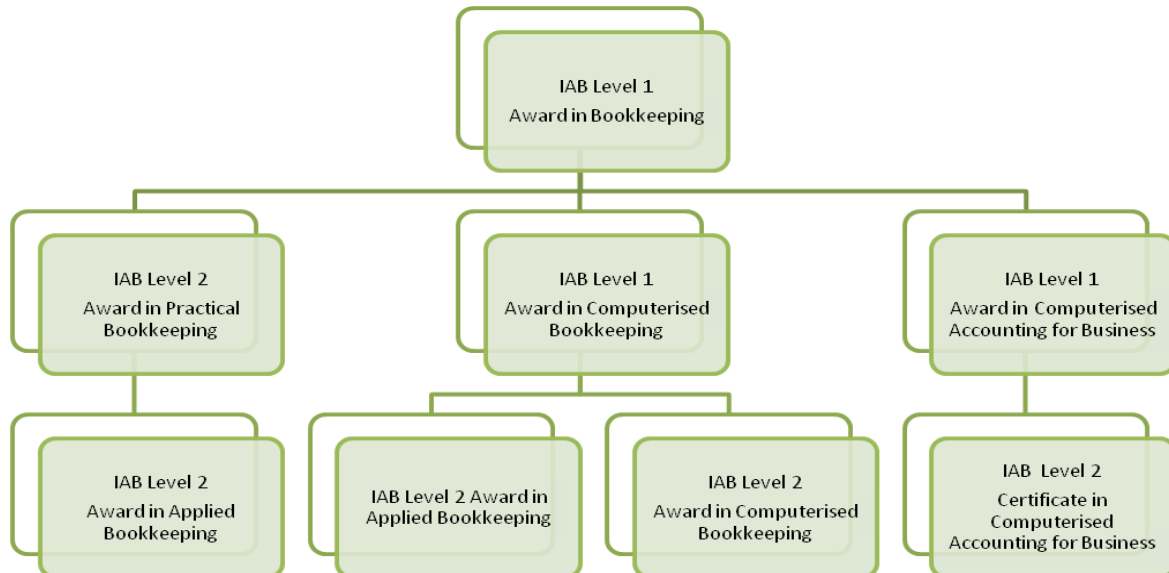 IAB Level 1
Award in Bookkeeping
IAB Level 2
Award in Practical
Bookkeeping
IAB Level 1
Award in Computerised
Bookkeeping
IAB Level 1
Award in Computerised
Accounting for Business
IAB Level 2
Award in Applied
Bookkeeping
IAB Level 2 Award in
Applied Bookkeeping
IAB Level 2
Award in Computerised
Bookkeeping
IAB Level 2
Certificate in
Computerised
Accounting for Business